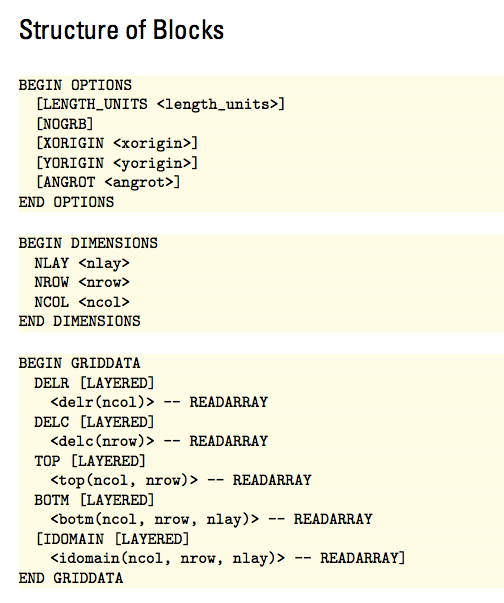 Structure of Blocks
BEGIN OPTIONS
[LENGTH_UNITS <length_units>]
[NOGRB]
[XORIGIN <xorigin>]
[YORIGIN <yorigin>]
[ANGROT <angrot>]
END OPTIONS
BEGIN DIMENSIONS
NLAY <nlay>
NROW <nrow>
NCOL <ncol>
END DIMENSIONS
BEGIN GRIDDATA
DELR [LAYERED]
<delr(ncol)> -- READARRAY
DELC [LAYERED]
<delc(nrow)> -- READARRAY
TOP [LAYERED]
<top(ncol, nrow)> -- READARRAY
BOTM [LAYERED]
<botm(ncol, nrow, nlay)> -- READARRAY
[IDOMAIN [LAYERED]
<idomain(ncol, nrow, nlay)> -- READARRAY]
END GRIDDATA